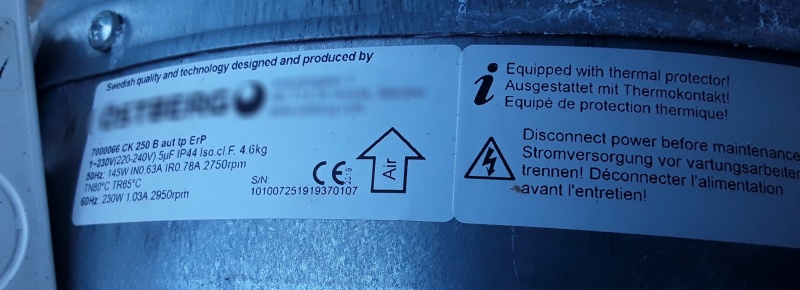 Swedish quality and technology designed and produced by
7000066 CK 250 B aut tp ErP
1~230V(220-240V) 5µF IP44 Iso.cl.F. 4.6kg
50Hz: 145W IN0.63A IR0.78A 2750rpm
TN80°C TR65°C
60Hz: 230W 1.03A 2950rpm
S/N:
101007251919370107
CE
2019
Air
Equipped with thermal protector!
Ausgestattet mit Thermokontakt!
Equipé de protection thermique!
Disconnect power before maintenance
Stromversorgung vor vartungsarbeiten
trennen! Déconnecter l'alimentation
avant l'entretien!